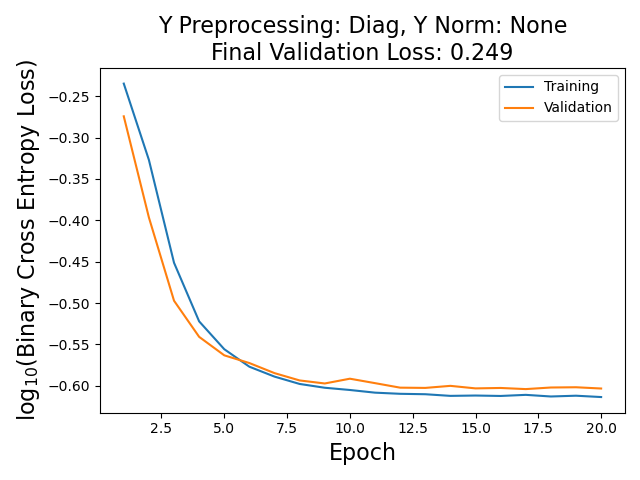 Y Preprocessing: Diag, Y Norm: None
Final Validation Loss: 0.249
Training
Validation
log₁₀(Binary Cross Entropy Loss)
−0.25
−0.30
−0.35
−0.40
−0.45
−0.50
−0.55
−0.60
2.5 5.0 7.5 10.0 12.5 15.0 17.5 20.0
Epoch